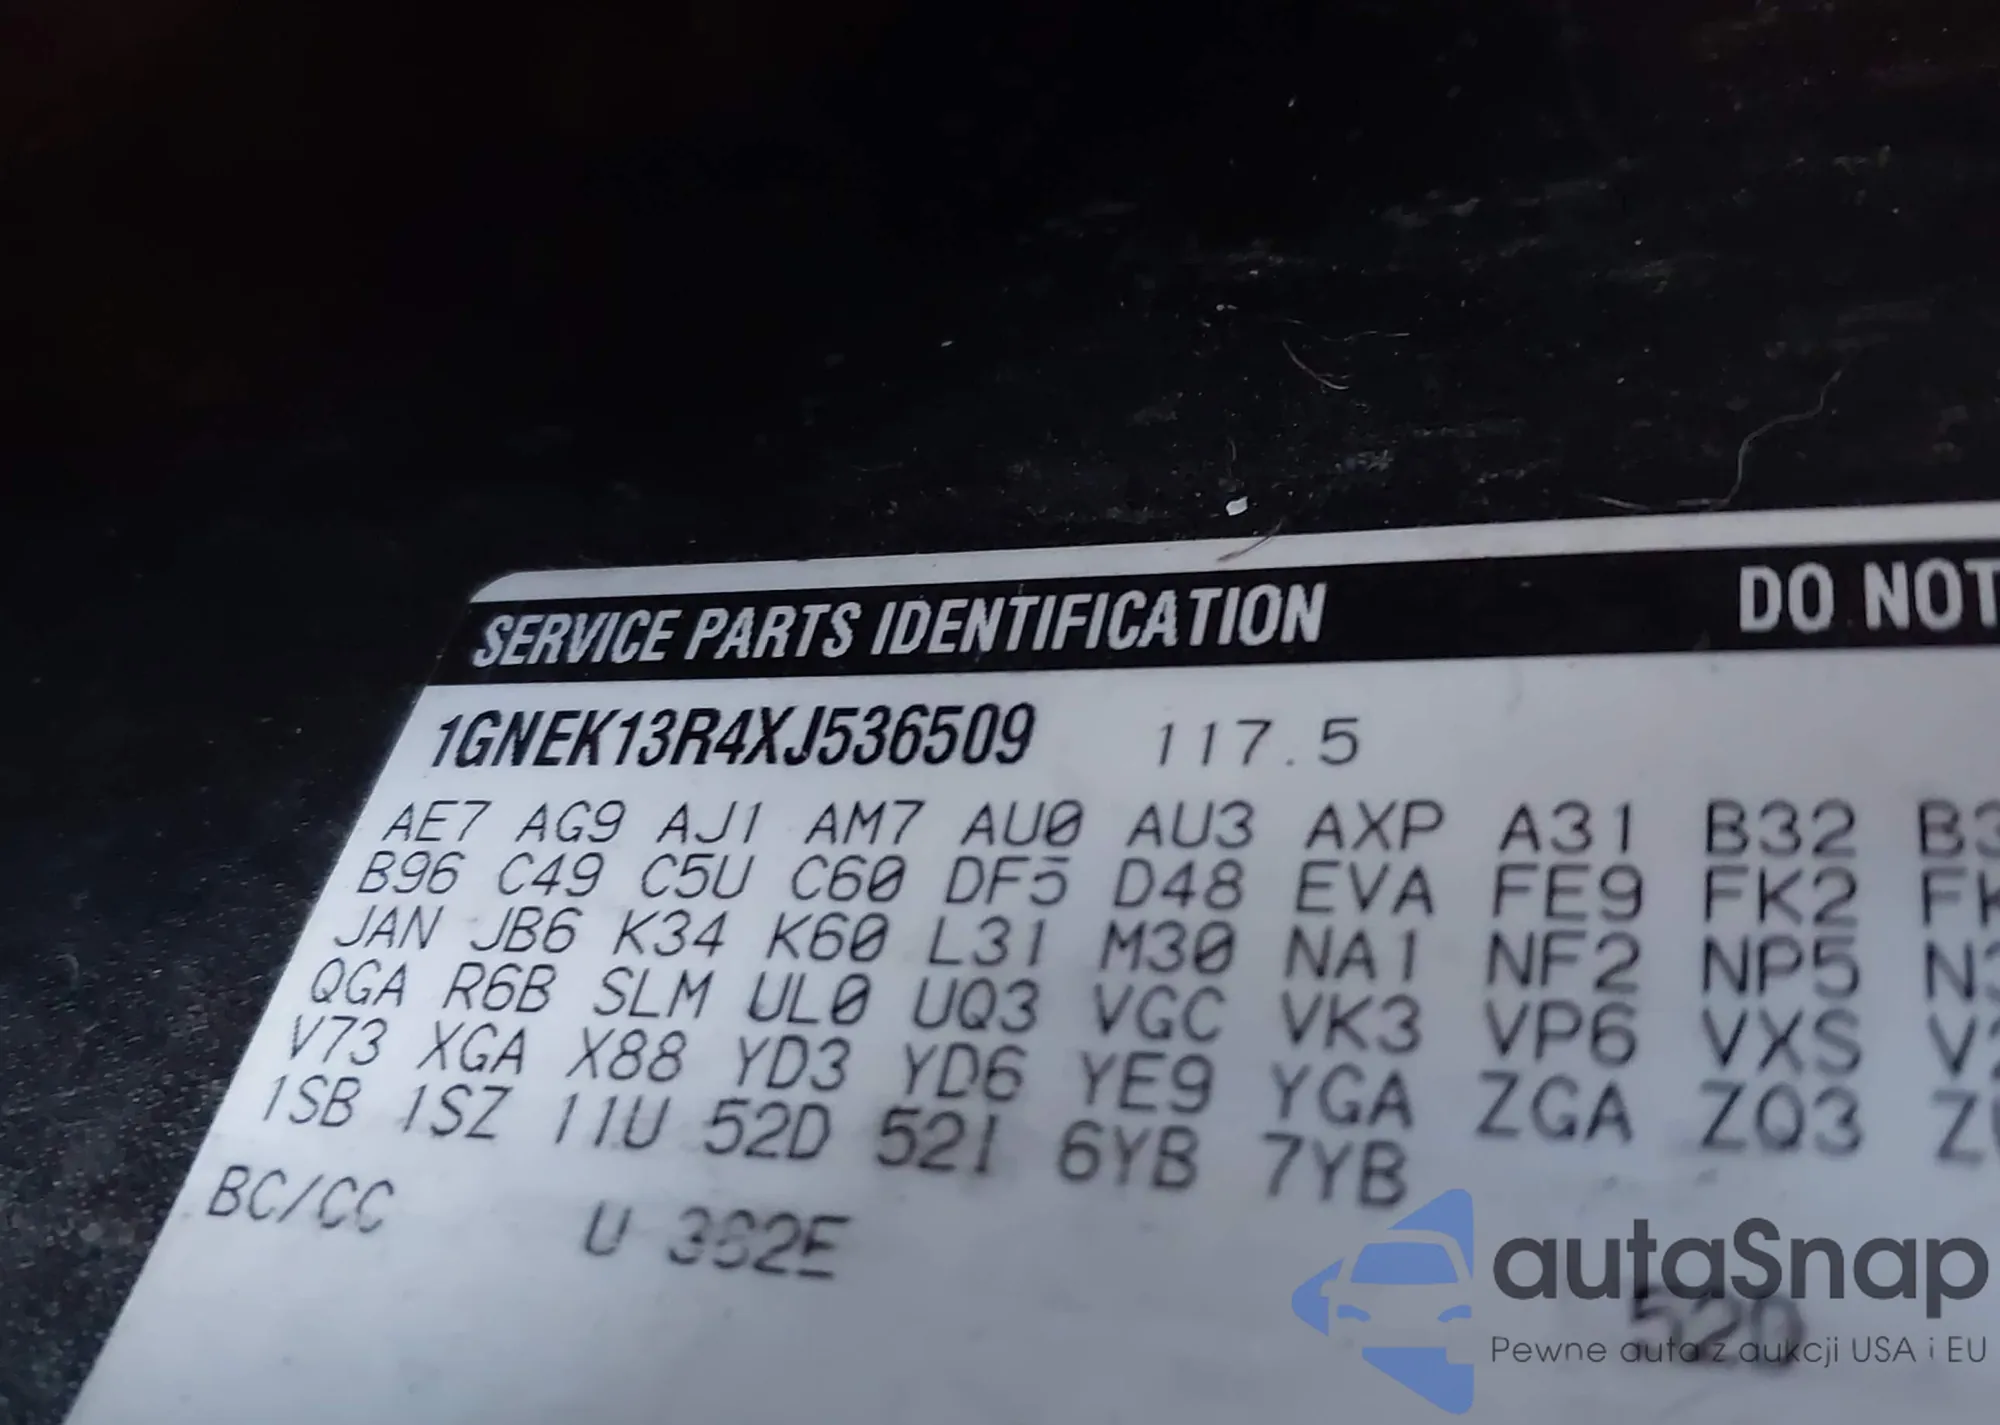 SERVICE PARTS IDENTIFICATION DO NOT
1GNEK13R4XJ536509 117.5
AE7 AG9 AJ1 AM7 AU0 AU3 AXP A31 B32
B96 C49 C5U C60 DF5 D48 EVA FE9 FK2
JAN JB6 K34 K60 L31 M30 NA1 NF2 NP5
QGA R6B SLM UL0 UQ3 VGC VK3 VP6 VXS
V73 XGA X88 YD3 YD6 YE9 YGA ZGA ZQ3
1SB 1SZ 11U 52D 52I 6YB 7YB
BC/CC U 382E
autaSnap
520
Pewne auta z aukcji USA i EU